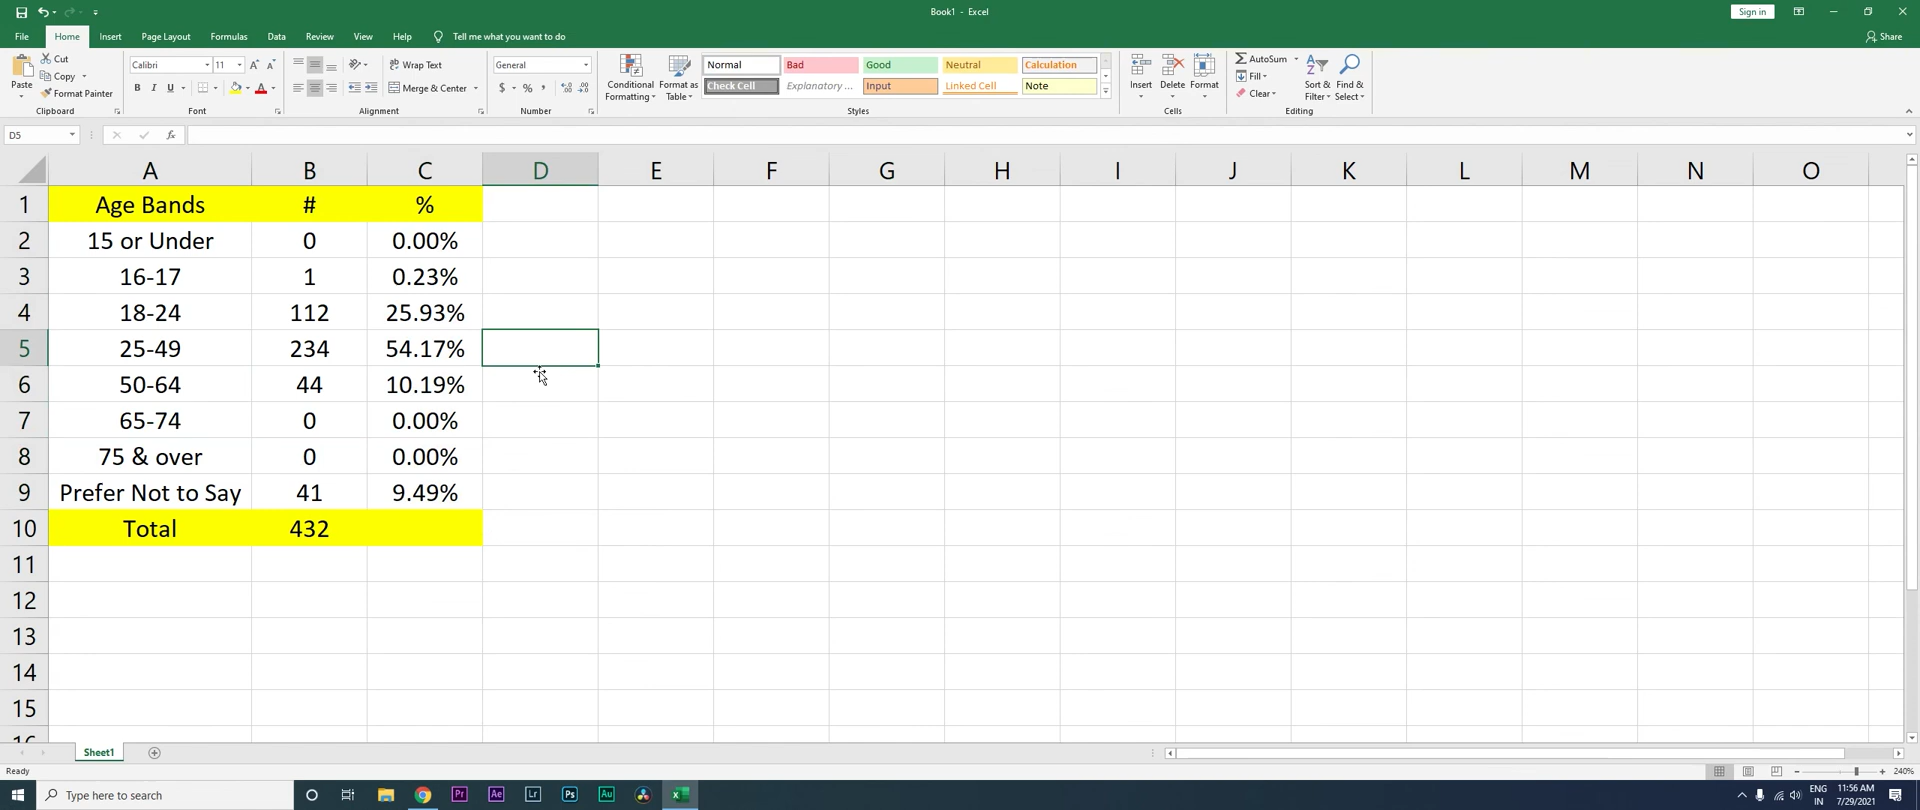 Book1 - Excel
Sign in
File Home Insert Page Layout Formulas Data Review View Help Tell me what you want to do
Share
Paste
Cut
Copy
Format Painter
Clipboard
Calibri 11
B I U
Font
Wrap Text
Merge & Center
Alignment
General
$ % ,
Number
Conditional Formatting
Format as Table
Normal Bad Good Neutral Calculation
Check Cell Explanatory ... Input Linked Cell Note
Styles
Insert Delete Format
Cells
AutoSum
Fill
Clear
Sort & Filter
Find & Select
Editing
D5
fx
A B C D E F G H I J K L M N O
1 Age Bands # %
2 15 or Under 0 0.00%
3 16-17 1 0.23%
4 18-24 112 25.93%
5 25-49 234 54.17%
6 50-64 44 10.19%
7 65-74 0 0.00%
8 75 & over 0 0.00%
9 Prefer Not to Say 41 9.49%
10 Total 432
11
12
13
14
15
16
Sheet1
Ready
240%
Type here to search
Pr Ae Lr Ps Au
ENG
IN
11:56 AM
7/29/2021